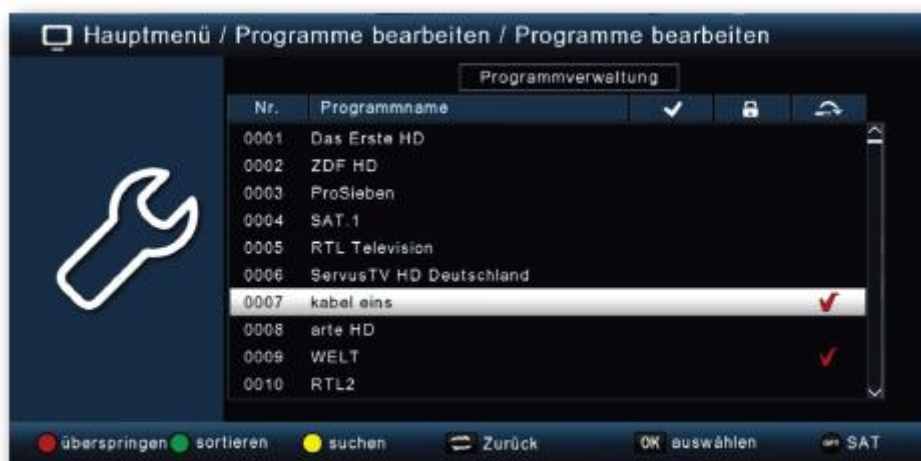 Hauptmenü / Programme bearbeiten / Programme bearbeiten
Programmverwaltung
Nr. Programmname
0001 Das Erste HD
0002 ZDF HD
0003 ProSieben
0004 SAT.1
0005 RTL Television
0006 ServusTV HD Deutschland
0007 kabel eins
0008 arte HD
0009 WELT
0010 RTL2
überspringen sortieren suchen Zurück OK auswählen SAT